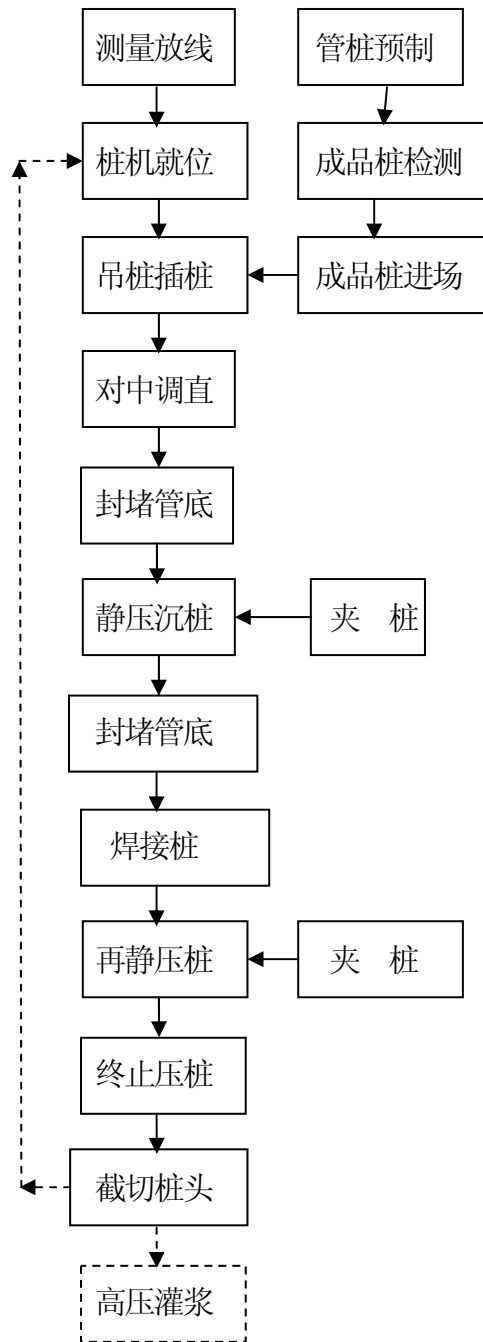 测量放线
管桩预制
桩机就位
成品桩检测
吊桩插桩
成品桩进场
对中调直
封堵管底
静压沉桩
夹　桩
封堵管底
焊接桩
再静压桩
夹　桩
终止压桩
截切桩头
高压灌浆